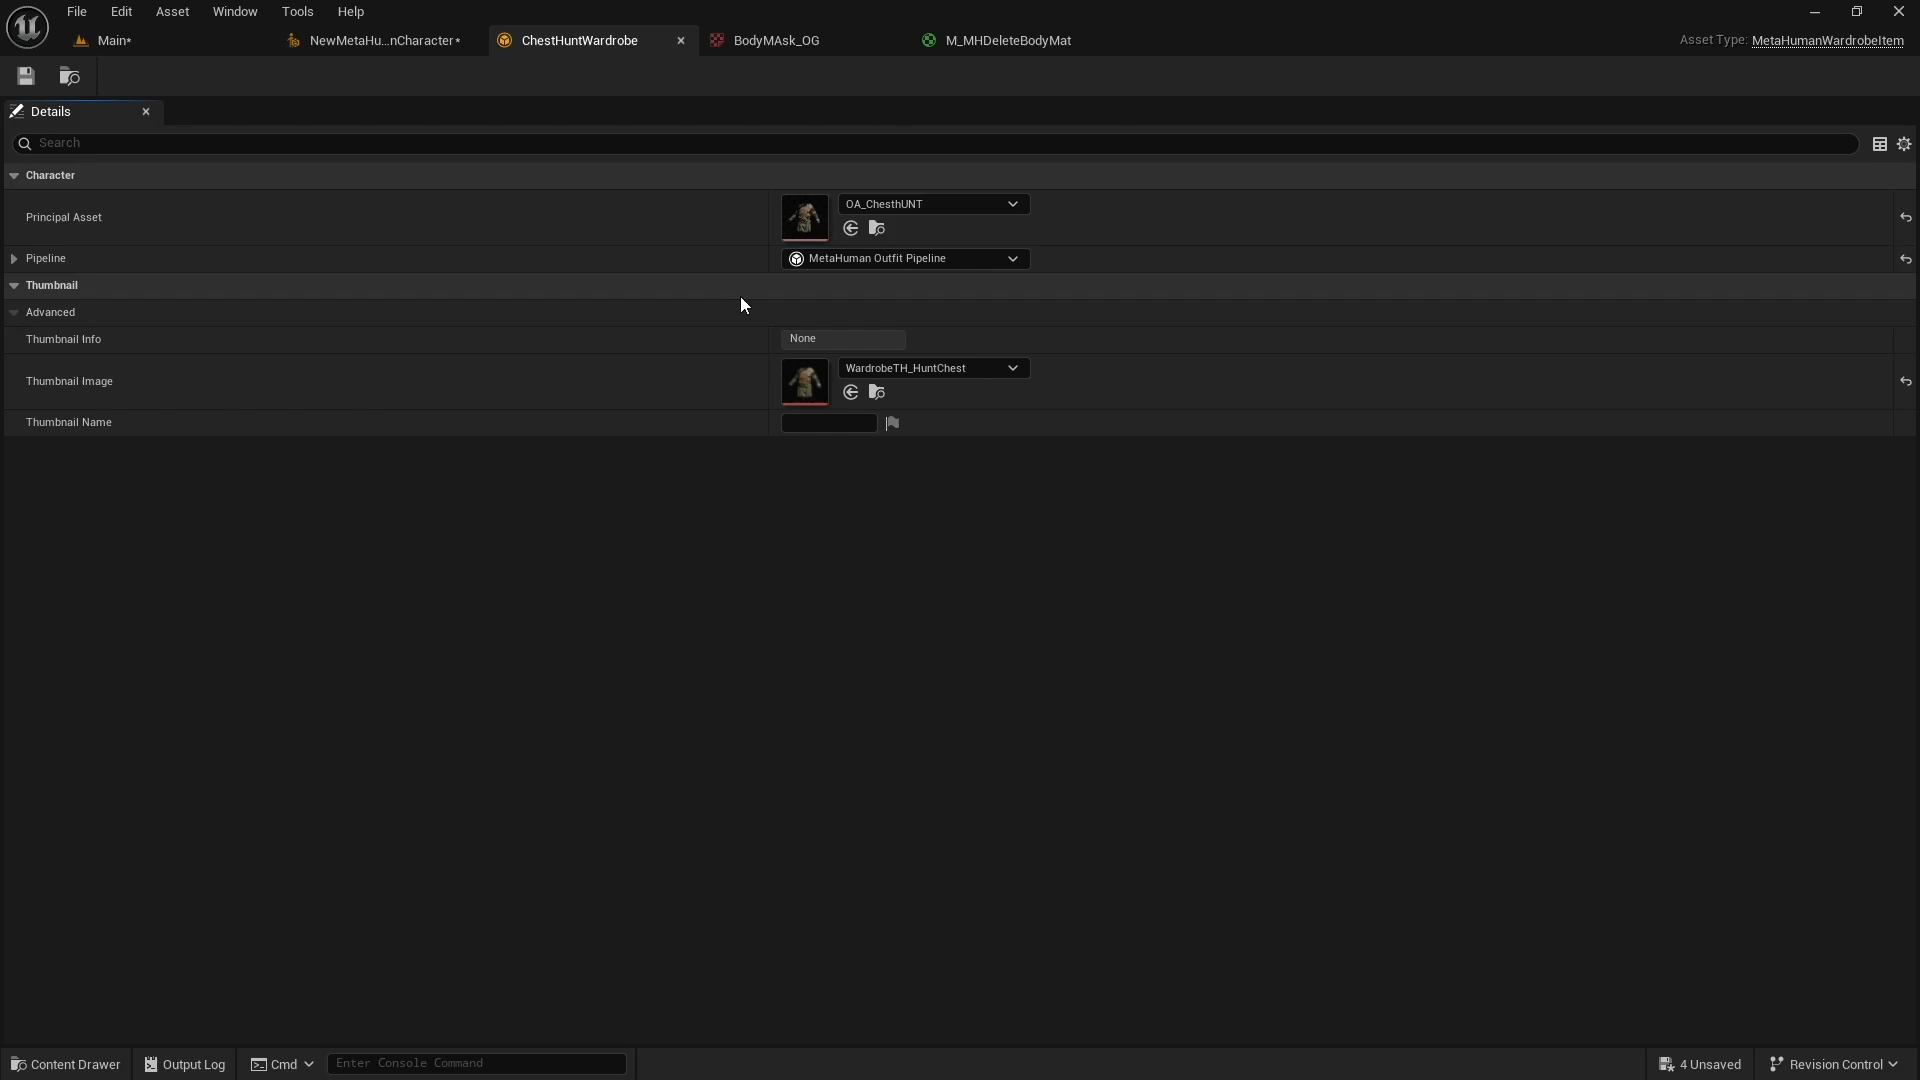 File Edit Asset Window Tools Help
Main* NewMetaHu...nCharacter* ChestHuntWardrobe BodyMAsk_OG M_MHDeleteBodyMat Asset Type: MetaHumanWardrobeItem
Details
Search
Character
Principal Asset OA_ChesthUNT
Pipeline MetaHuman Outfit Pipeline
Thumbnail
Advanced
Thumbnail Info None
Thumbnail Image WardrobeTH_HuntChest
Thumbnail Name
Content Drawer Output Log Cmd Enter Console Command 4 Unsaved Revision Control